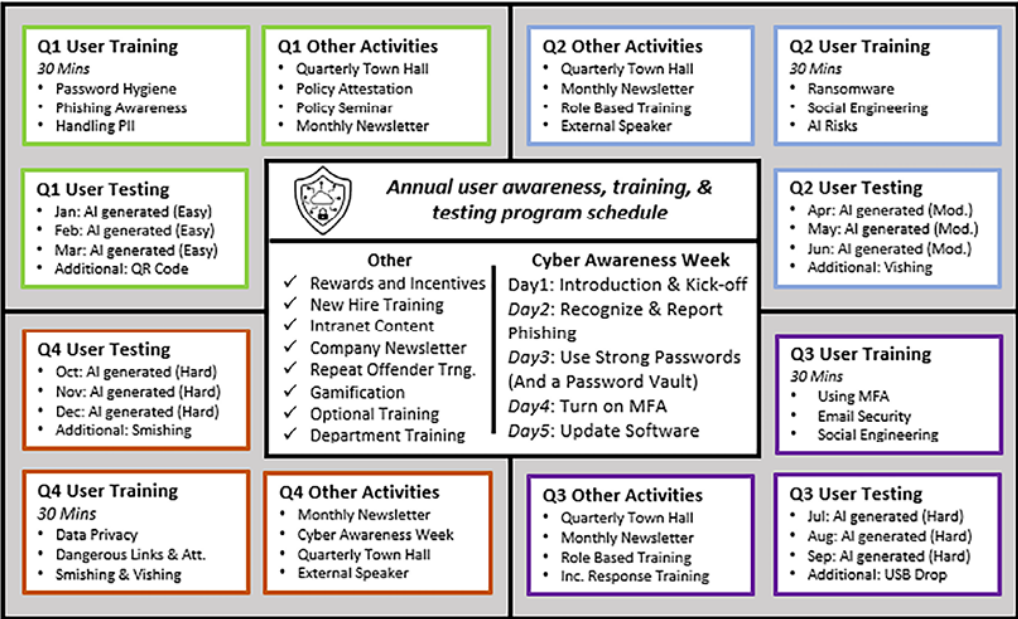 Q1 User Training
30 Mins
• Password Hygiene
• Phishing Awareness
• Handling PII
Q1 Other Activities
• Quarterly Town Hall
• Policy Attestation
• Policy Seminar
• Monthly Newsletter
Q2 Other Activities
• Quarterly Town Hall
• Monthly Newsletter
• Role Based Training
• External Speaker
Q2 User Training
30 Mins
• Ransomware
• Social Engineering
• AI Risks
Q1 User Testing
• Jan: AI generated (Easy)
• Feb: AI generated (Easy)
• Mar: AI generated (Easy)
• Additional: QR Code
Annual user awareness, training, &
testing program schedule
Q2 User Testing
• Apr: AI generated (Mod.)
• May: AI generated (Mod.)
• Jun: AI generated (Mod.)
• Additional: Vishing
Other
✓ Rewards and Incentives
✓ New Hire Training
✓ Intranet Content
✓ Company Newsletter
✓ Repeat Offender Trng.
✓ Gamification
✓ Optional Training
✓ Department Training
Cyber Awareness Week
Day1: Introduction & Kick-off
Day2: Recognize & Report
Phishing
Day3: Use Strong Passwords
(And a Password Vault)
Day4: Turn on MFA
Day5: Update Software
Q4 User Testing
• Oct: AI generated (Hard)
• Nov: AI generated (Hard)
• Dec: AI generated (Hard)
• Additional: Smishing
Q3 User Training
30 Mins
• Using MFA
• Email Security
• Social Engineering
Q4 User Training
30 Mins
• Data Privacy
• Dangerous Links & Att.
• Smishing & Vishing
Q4 Other Activities
• Monthly Newsletter
• Cyber Awareness Week
• Quarterly Town Hall
• External Speaker
Q3 Other Activities
• Quarterly Town Hall
• Monthly Newsletter
• Role Based Training
• Inc. Response Training
Q3 User Testing
• Jul: AI generated (Hard)
• Aug: AI generated (Hard)
• Sep: AI generated (Hard)
• Additional: USB Drop